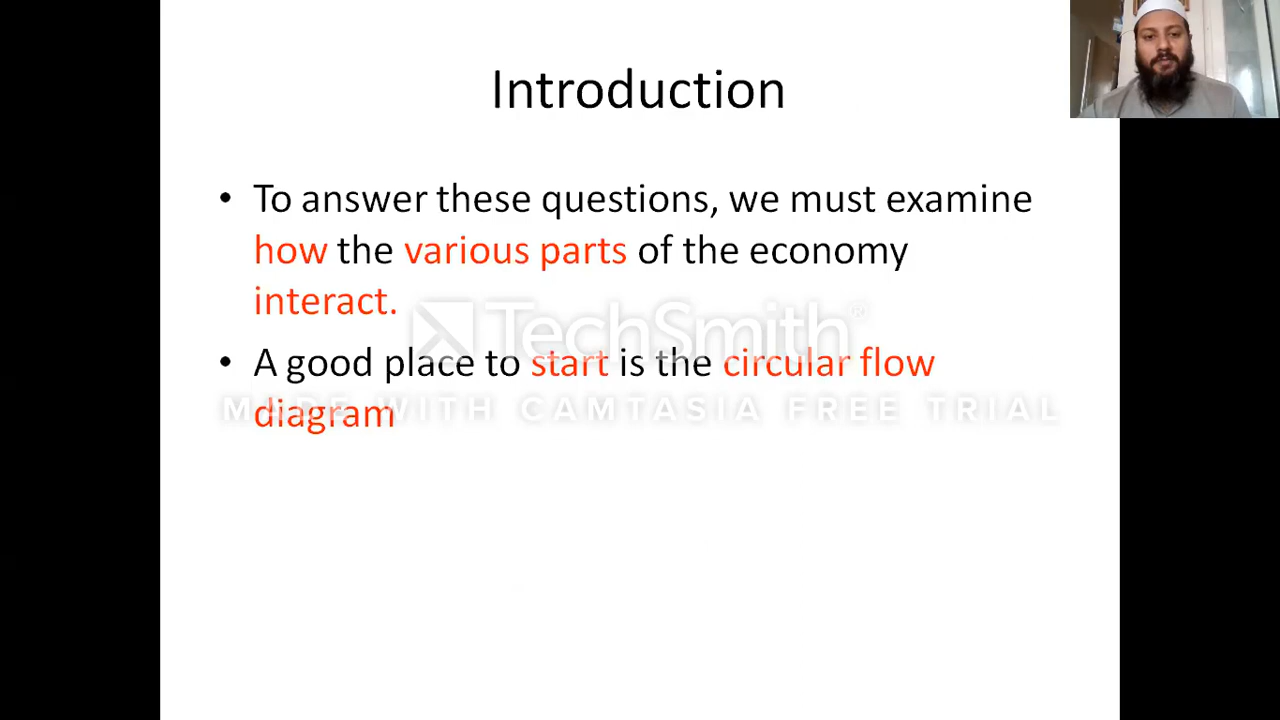 Introduction
• To answer these questions, we must examine
how the various parts of the economy
interact.
TechSmith®
• A good place to start is the circular flow
diagram
MADE WITH CAMTASIA FREE TRIAL